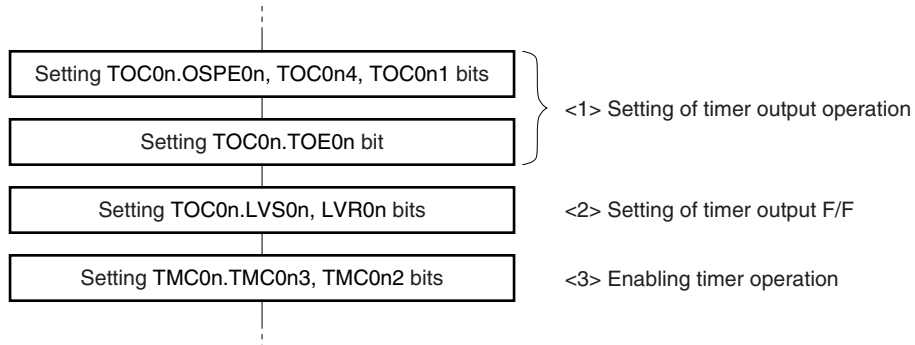 Setting TOC0n.OSPE0n, TOC0n4, TOC0n1 bits
<1> Setting of timer output operation
Setting TOC0n.TOE0n bit
Setting TOC0n.LVS0n, LVR0n bits
<2> Setting of timer output F/F
Setting TMC0n.TMC0n3, TMC0n2 bits
<3> Enabling timer operation